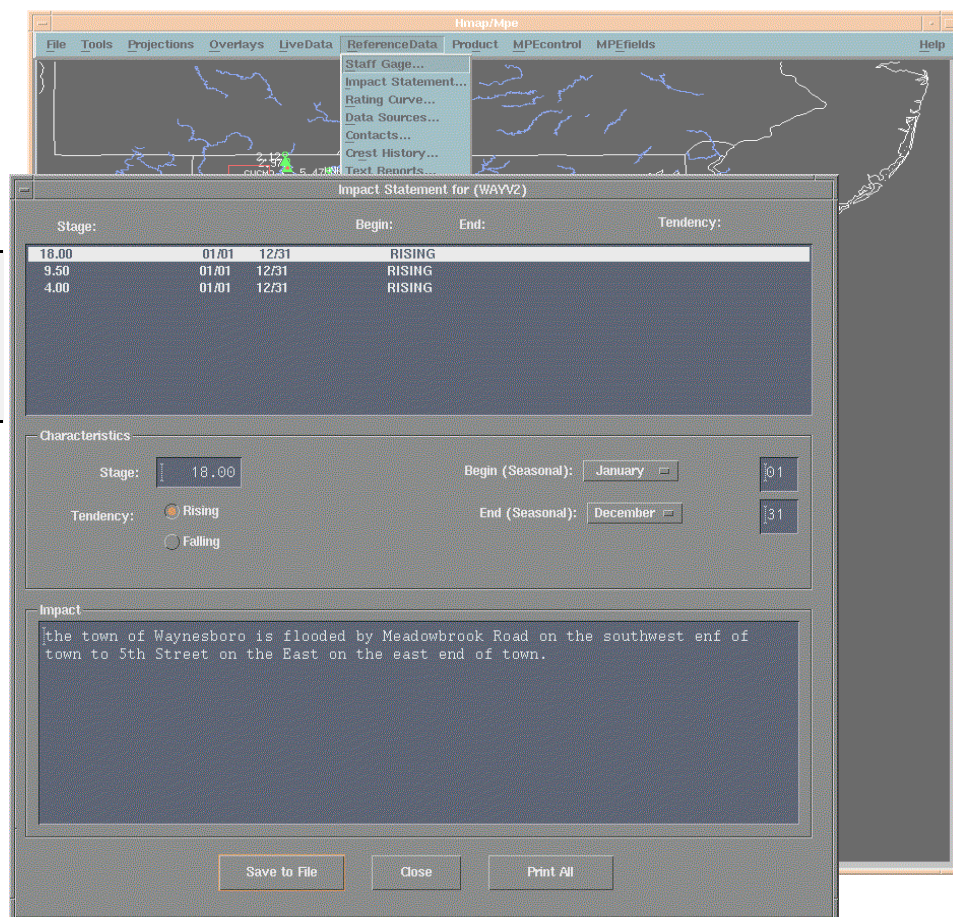 Hmap/Mpe
File Tools Projections Overlays LiveData ReferenceData Product MPEcontrol MPEfields Help
Staff Gage...
Impact Statement...
Rating Curve...
Data Sources...
Contacts...
Crest History...
Text Reports...
Impact Statement for (WAYV2)
Stage: Begin: End: Tendency:
18.00 01/01 12/31 RISING
9.50 01/01 12/31 RISING
4.00 01/01 12/31 RISING
Characteristics
Stage: 18.00 Begin (Seasonal): January 01
Tendency: Rising End (Seasonal): December 31
Falling
Impact
the town of Waynesboro is flooded by Meadowbrook Road on the southwest enf of
town to 5th Street on the East on the east end of town.
Save to File Close Print All